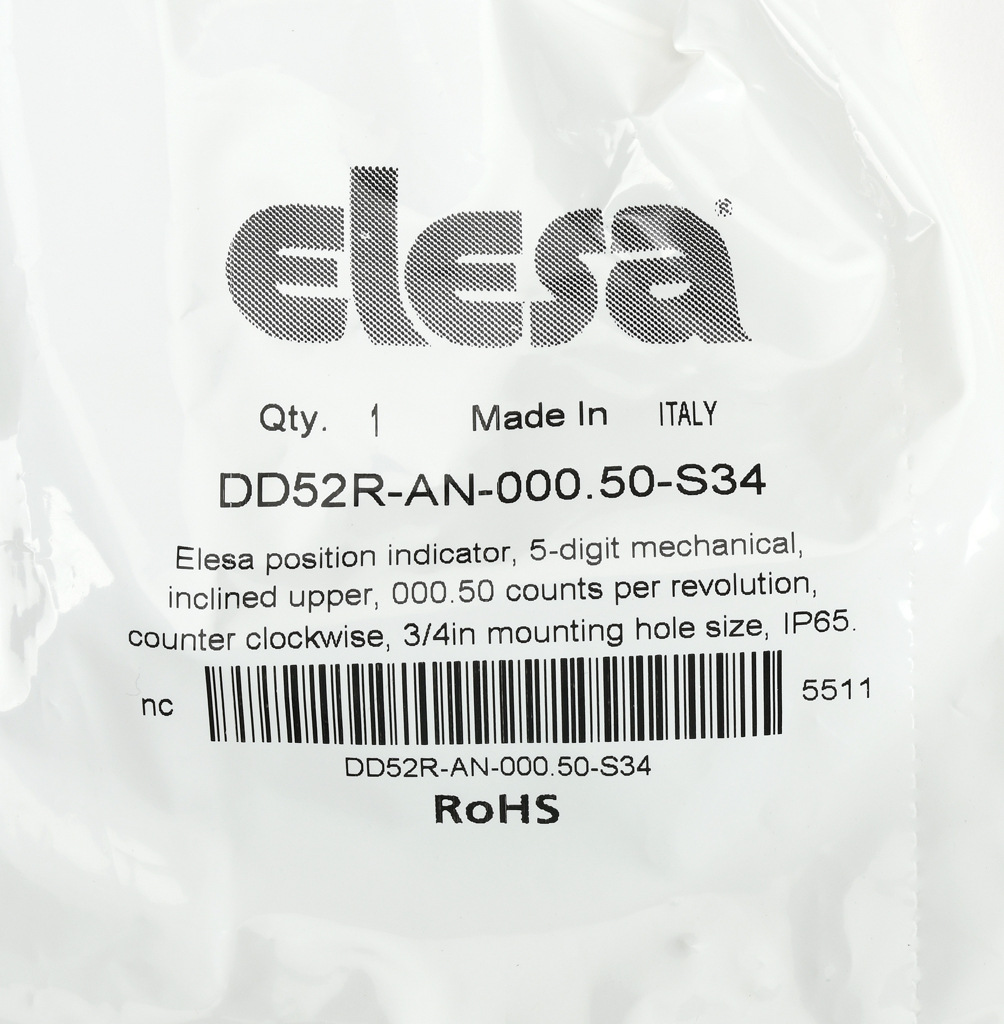 elesa®
Qty. 1 Made In ITALY
DD52R-AN-000.50-S34
Elesa position indicator, 5-digit mechanical,
inclined upper, 000.50 counts per revolution,
counter clockwise, 3/4in mounting hole size, IP65.
nc 5511
DD52R-AN-000.50-S34
RoHS